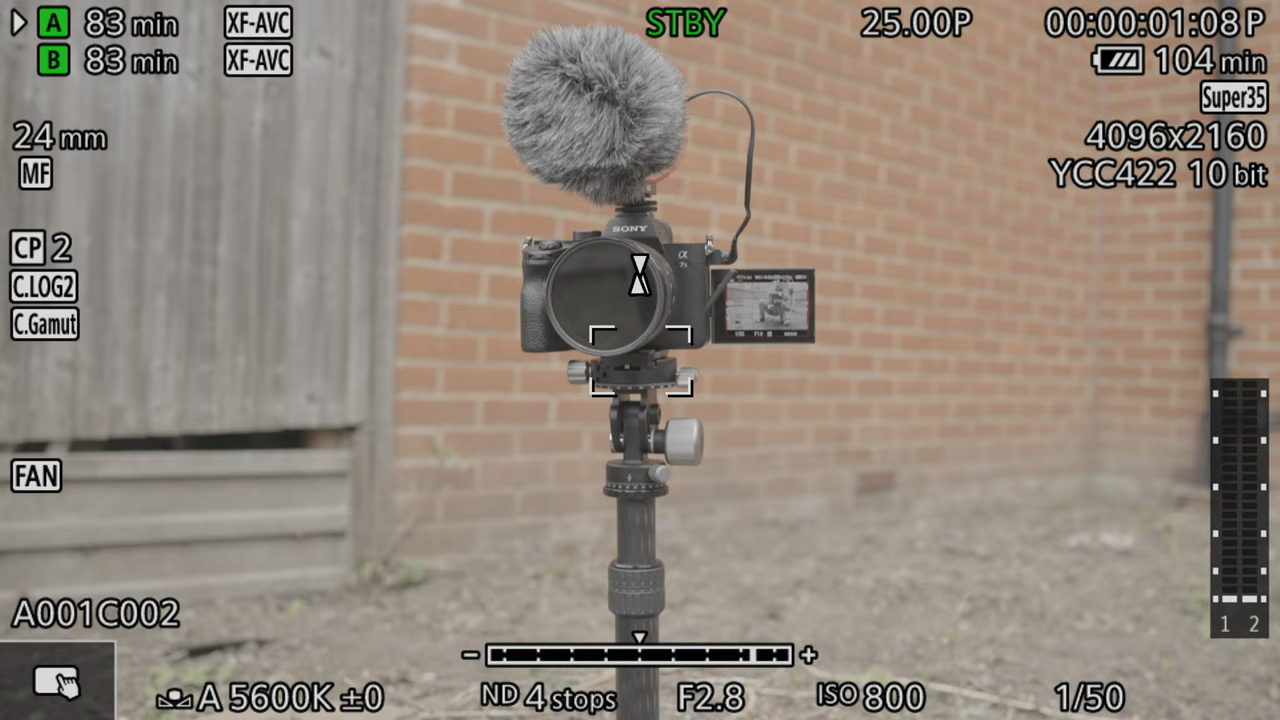 A 83 min XF-AVC STBY 25.00P 00:00:01:08 P
B 83 min XF-AVC 104 min
Super35
24 mm 4096x2160
MF YCC422 10 bit
SONY
CP 2
α
7s
C.LOG2
C.Gamut
FAN
A001C002
1 2
− +
A 5600K ±0 ND 4 stops F2.8 ISO 800 1/50